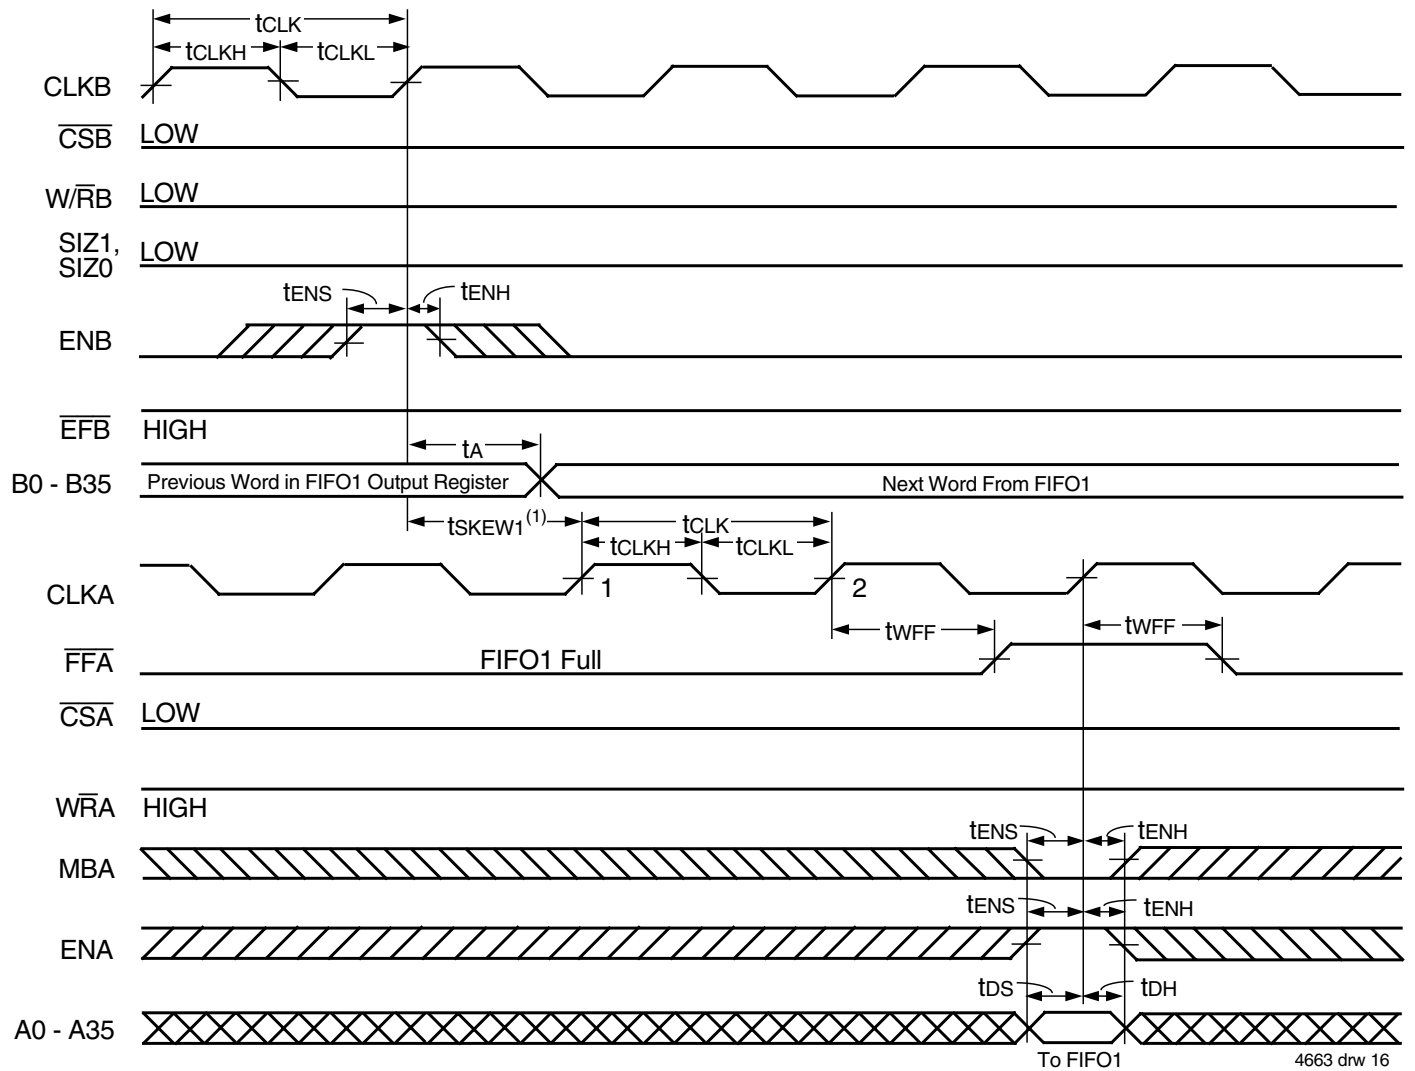 tCLK
tCLKH tCLKL
CLKB
CSB LOW
W/RB LOW
SIZ1,
SIZ0 LOW
tENS tENH
ENB
EFB HIGH
tA
B0 - B35 Previous Word in FIFO1 Output Register Next Word From FIFO1
tSKEW1(1) tCLK
tCLKH tCLKL
CLKA 1 2
tWFF tWFF
FFA FIFO1 Full
CSA LOW
WRA HIGH
tENS tENH
MBA
tENS tENH
ENA
tDS tDH
A0 - A35
To FIFO1 4663 drw 16